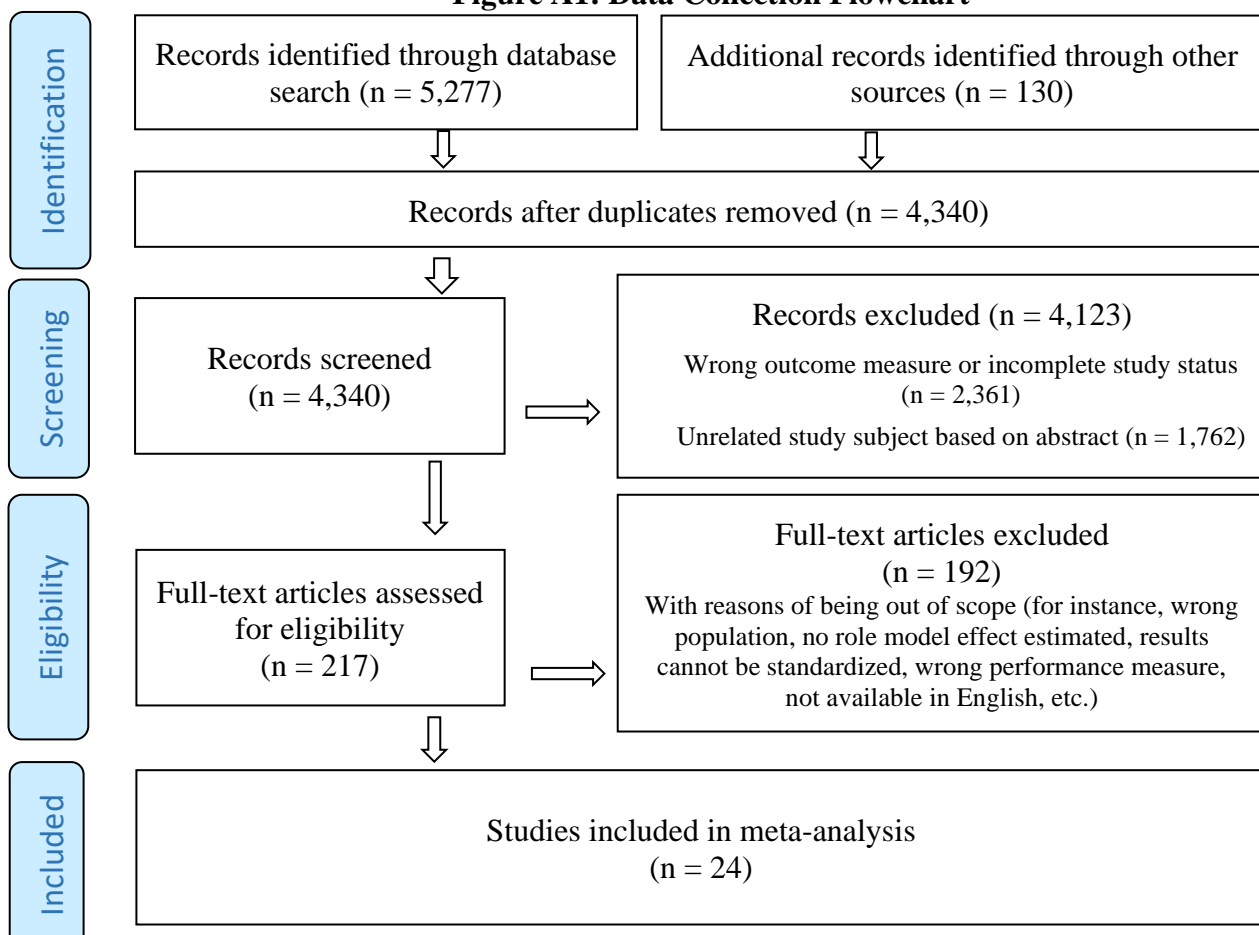 Figure A1: Data Collection Flowchart
Identification
Records identified through database
search (n = 5,277)
Additional records identified through other
sources (n = 130)
Records after duplicates removed (n = 4,340)
Screening
Records screened
(n = 4,340)
Records excluded (n = 4,123)
Wrong outcome measure or incomplete study status
(n = 2,361)
Unrelated study subject based on abstract (n = 1,762)
Eligibility
Full-text articles assessed
for eligibility
(n = 217)
Full-text articles excluded
(n = 192)
With reasons of being out of scope (for instance, wrong
population, no role model effect estimated, results
cannot be standardized, wrong performance measure,
not available in English, etc.)
Included
Studies included in meta-analysis
(n = 24)